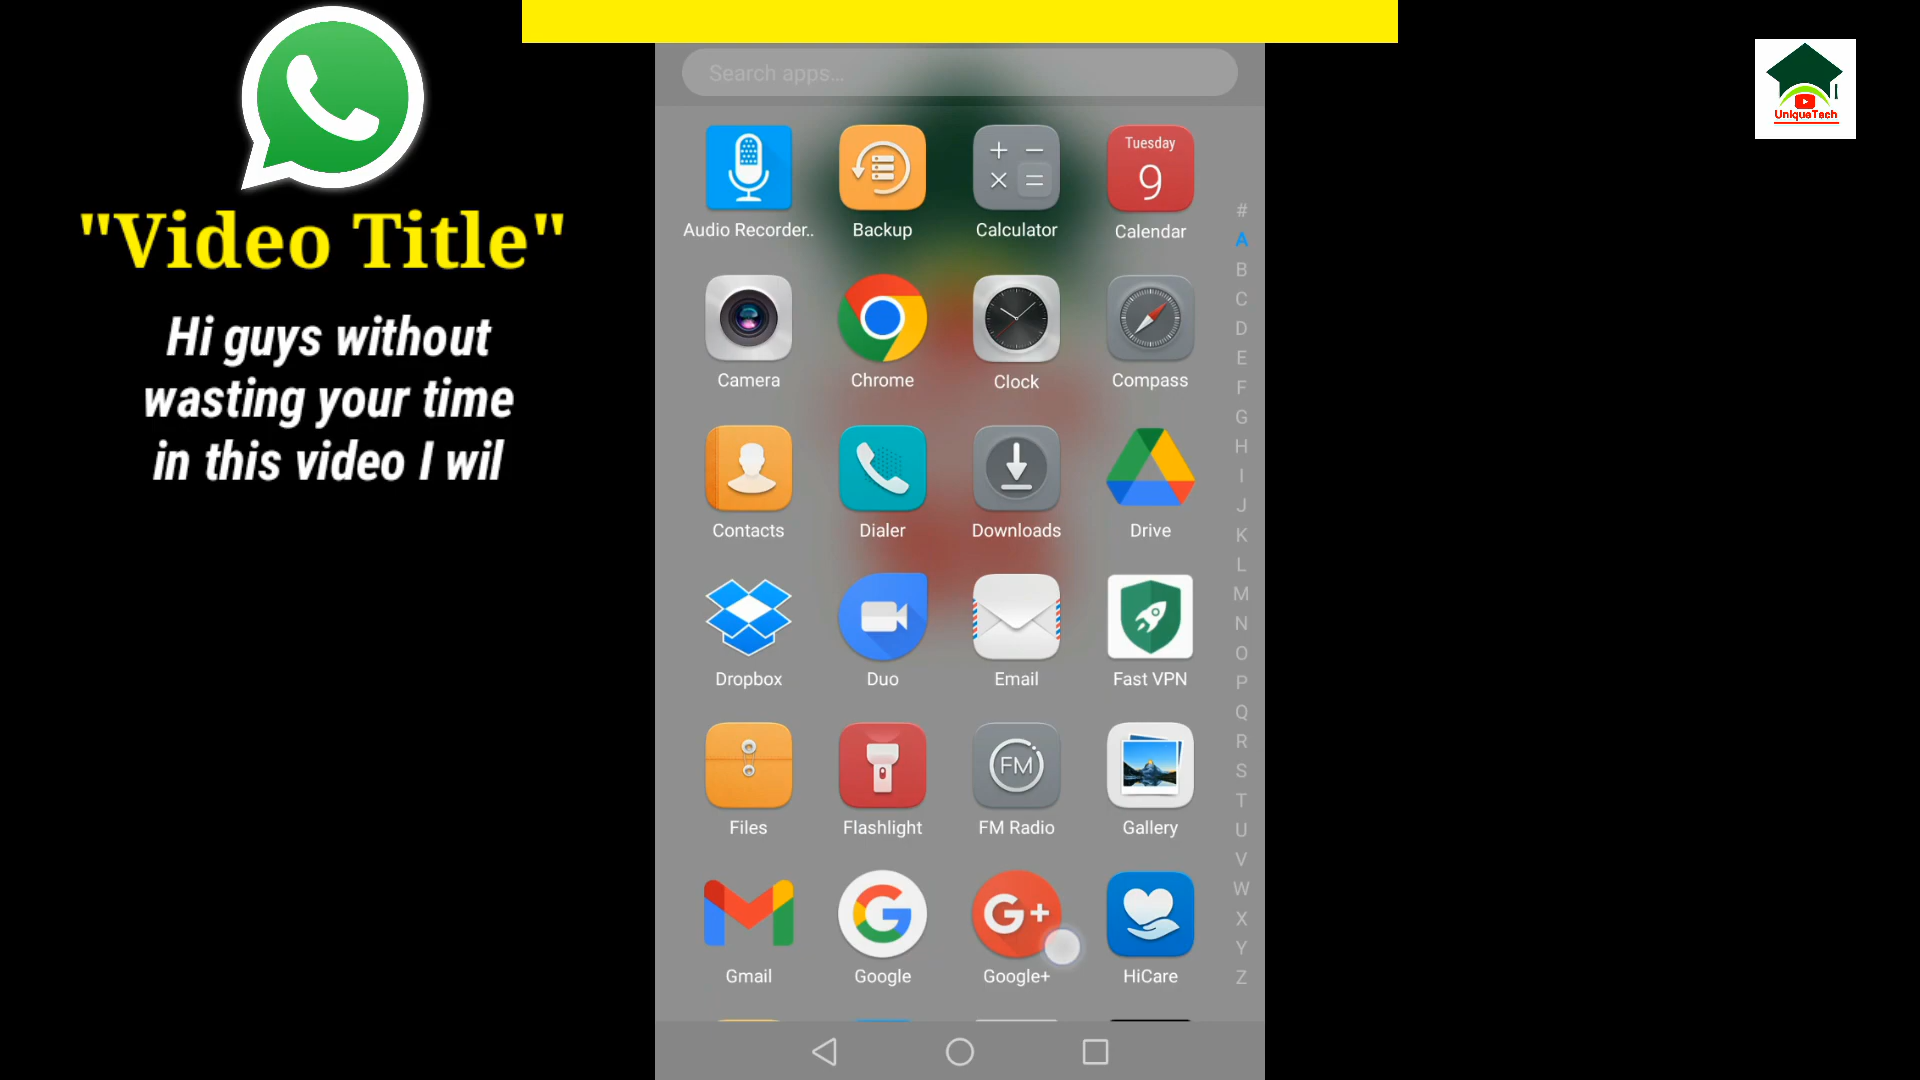 "Video Title"
Hi guys without
wasting your time
in this video I wil
Search apps...
Tuesday
9
Audio Recorder..
Backup
Calculator
Calendar
Camera
Chrome
Clock
Compass
Contacts
Dialer
Downloads
Drive
Dropbox
Duo
Email
Fast VPN
FM
Files
Flashlight
FM Radio
Gallery
G
G+
Gmail
Google
Google+
HiCare
#
A
B
C
D
E
F
G
H
I
J
K
L
M
N
O
P
Q
R
S
T
U
V
W
X
Y
Z
UniqueTech